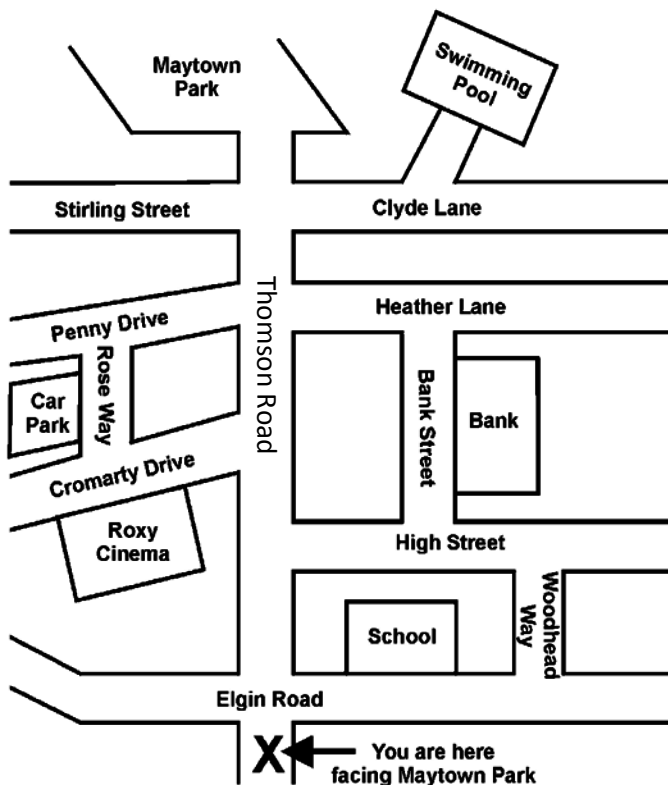 Maytown
Park
Swimming
Pool
Stirling Street
Clyde Lane
Thomson Road
Penny Drive
Heather Lane
Rose Way
Car
Park
Bank Street
Bank
Cromarty Drive
Roxy
Cinema
High Street
School
Woodhead
Way
Elgin Road
X
You are here
facing Maytown Park